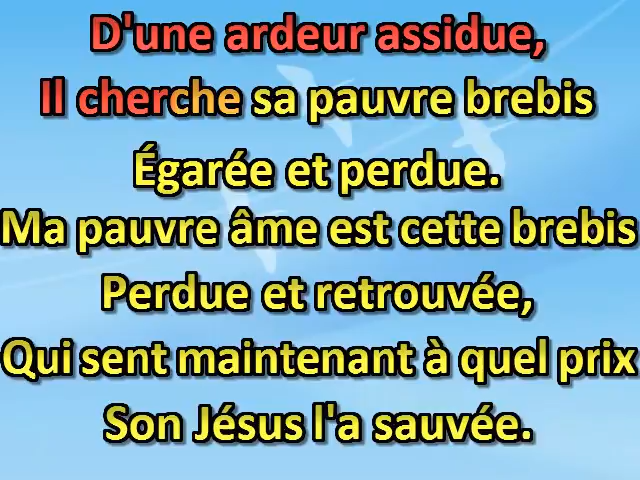 D'une ardeur assidue,
Il cherche sa pauvre brebis
Égarée et perdue.
Ma pauvre âme est cette brebis
Perdue et retrouvée,
Qui sent maintenant à quel prix
Son Jésus l'a sauvée.